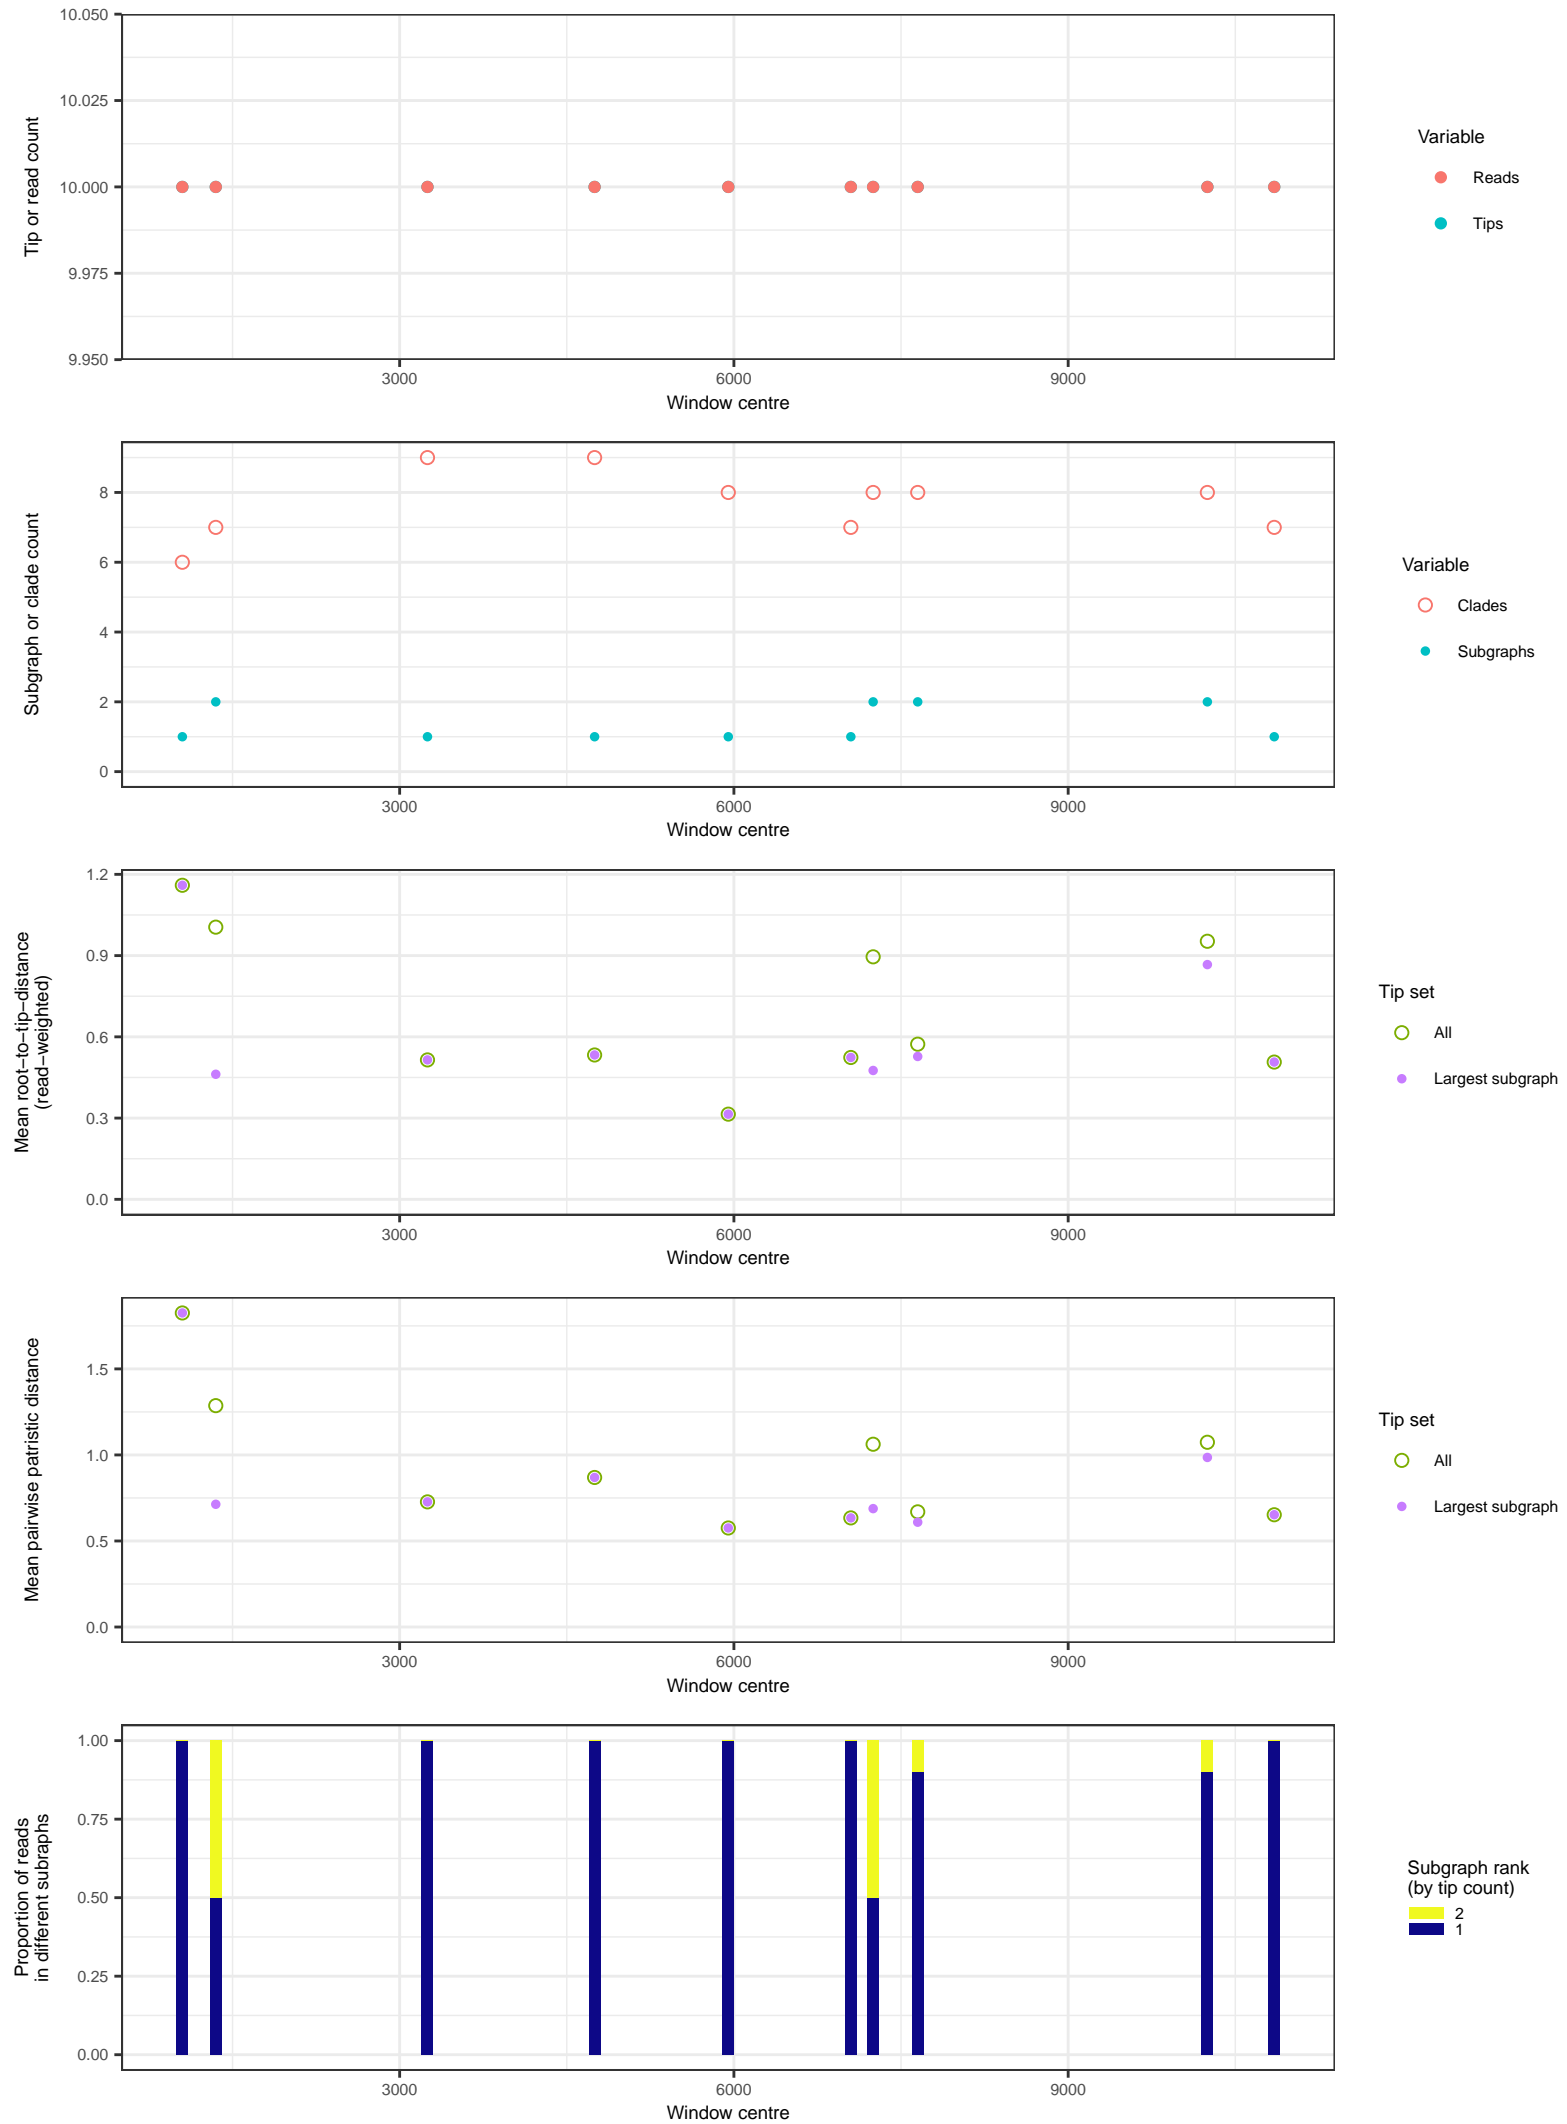 10.050
10.025
10.000
9.975
9.950
Tip or read count
3000
6000
9000
Window centre
Variable
Reads
Tips
8
6
4
2
0
Subgraph or clade count
3000
6000
9000
Window centre
Variable
Clades
Subgraphs
1.2
0.9
0.6
0.3
0.0
Mean root−to−tip−distance
(read−weighted)
3000
6000
9000
Window centre
Tip set
All
Largest subgraph
1.5
1.0
0.5
0.0
Mean pairwise patristic distance
3000
6000
9000
Window centre
Tip set
All
Largest subgraph
1.00
0.75
0.50
0.25
0.00
Proportion of reads
in different subraphs
3000
6000
9000
Window centre
Subgraph rank
(by tip count)
2
1